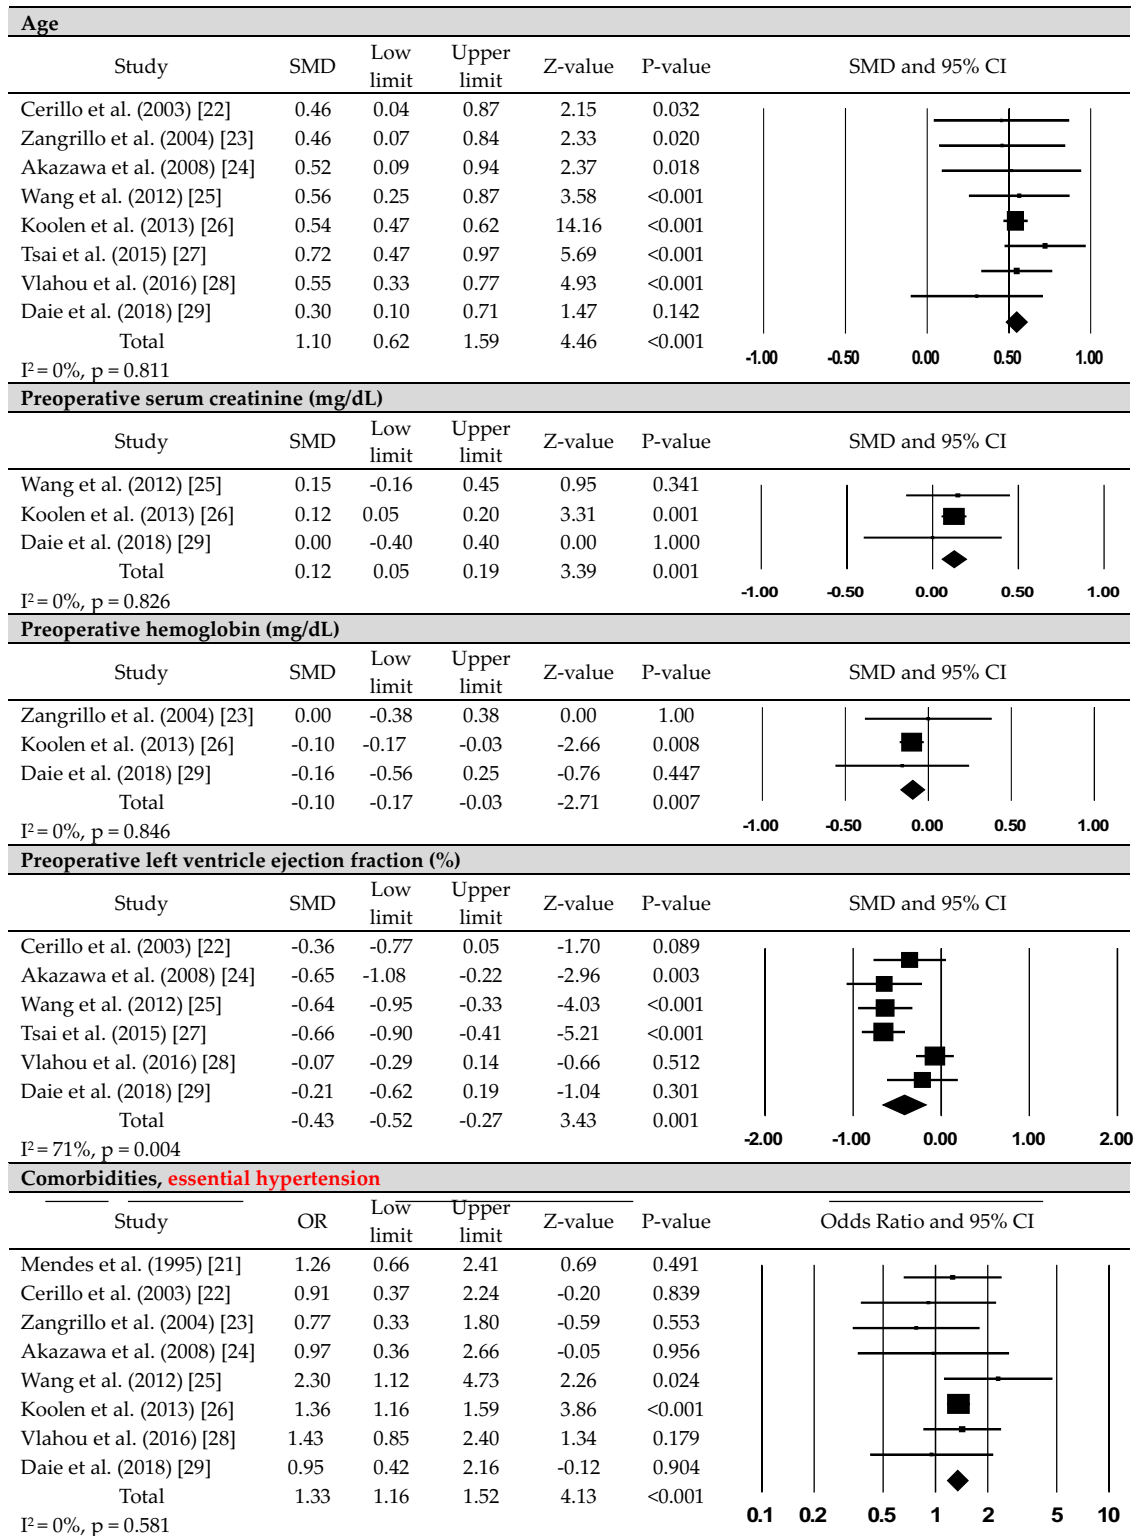 Age
Study SMD Low limit Upper limit Z-value P-value SMD and 95% CI
Cerillo et al. (2003) [22] 0.46 0.04 0.87 2.15 0.032
Zangrillo et al. (2004) [23] 0.46 0.07 0.84 2.33 0.020
Akazawa et al. (2008) [24] 0.52 0.09 0.94 2.37 0.018
Wang et al. (2012) [25] 0.56 0.25 0.87 3.58 <0.001
Koolen et al. (2013) [26] 0.54 0.47 0.62 14.16 <0.001
Tsai et al. (2015) [27] 0.72 0.47 0.97 5.69 <0.001
Vlahou et al. (2016) [28] 0.55 0.33 0.77 4.93 <0.001
Daie et al. (2018) [29] 0.30 0.10 0.71 1.47 0.142
Total 1.10 0.62 1.59 4.46 <0.001
-1.00 -0.50 0.00 0.50 1.00
I² = 0%, p = 0.811
Preoperative serum creatinine (mg/dL)
Study SMD Low limit Upper limit Z-value P-value SMD and 95% CI
Wang et al. (2012) [25] 0.15 -0.16 0.45 0.95 0.341
Koolen et al. (2013) [26] 0.12 0.05 0.20 3.31 0.001
Daie et al. (2018) [29] 0.00 -0.40 0.40 0.00 1.000
Total 0.12 0.05 0.19 3.39 0.001
-1.00 -0.50 0.00 0.50 1.00
I² = 0%, p = 0.826
Preoperative hemoglobin (mg/dL)
Study SMD Low limit Upper limit Z-value P-value SMD and 95% CI
Zangrillo et al. (2004) [23] 0.00 -0.38 0.38 0.00 1.00
Koolen et al. (2013) [26] -0.10 -0.17 -0.03 -2.66 0.008
Daie et al. (2018) [29] -0.16 -0.56 0.25 -0.76 0.447
Total -0.10 -0.17 -0.03 -2.71 0.007
-1.00 -0.50 0.00 0.50 1.00
I² = 0%, p = 0.846
Preoperative left ventricle ejection fraction (%)
Study SMD Low limit Upper limit Z-value P-value SMD and 95% CI
Cerillo et al. (2003) [22] -0.36 -0.77 0.05 -1.70 0.089
Akazawa et al. (2008) [24] -0.65 -1.08 -0.22 -2.96 0.003
Wang et al. (2012) [25] -0.64 -0.95 -0.33 -4.03 <0.001
Tsai et al. (2015) [27] -0.66 -0.90 -0.41 -5.21 <0.001
Vlahou et al. (2016) [28] -0.07 -0.29 0.14 -0.66 0.512
Daie et al. (2018) [29] -0.21 -0.62 0.19 -1.04 0.301
Total -0.43 -0.52 -0.27 3.43 0.001
-2.00 -1.00 0.00 1.00 2.00
I² = 71%, p = 0.004
Comorbidities, essential hypertension
Study OR Low limit Upper limit Z-value P-value Odds Ratio and 95% CI
Mendes et al. (1995) [21] 1.26 0.66 2.41 0.69 0.491
Cerillo et al. (2003) [22] 0.91 0.37 2.24 -0.20 0.839
Zangrillo et al. (2004) [23] 0.77 0.33 1.80 -0.59 0.553
Akazawa et al. (2008) [24] 0.97 0.36 2.66 -0.05 0.956
Wang et al. (2012) [25] 2.30 1.12 4.73 2.26 0.024
Koolen et al. (2013) [26] 1.36 1.16 1.59 3.86 <0.001
Vlahou et al. (2016) [28] 1.43 0.85 2.40 1.34 0.179
Daie et al. (2018) [29] 0.95 0.42 2.16 -0.12 0.904
Total 1.33 1.16 1.52 4.13 <0.001
0.1 0.2 0.5 1 2 5 10
I² = 0%, p = 0.581